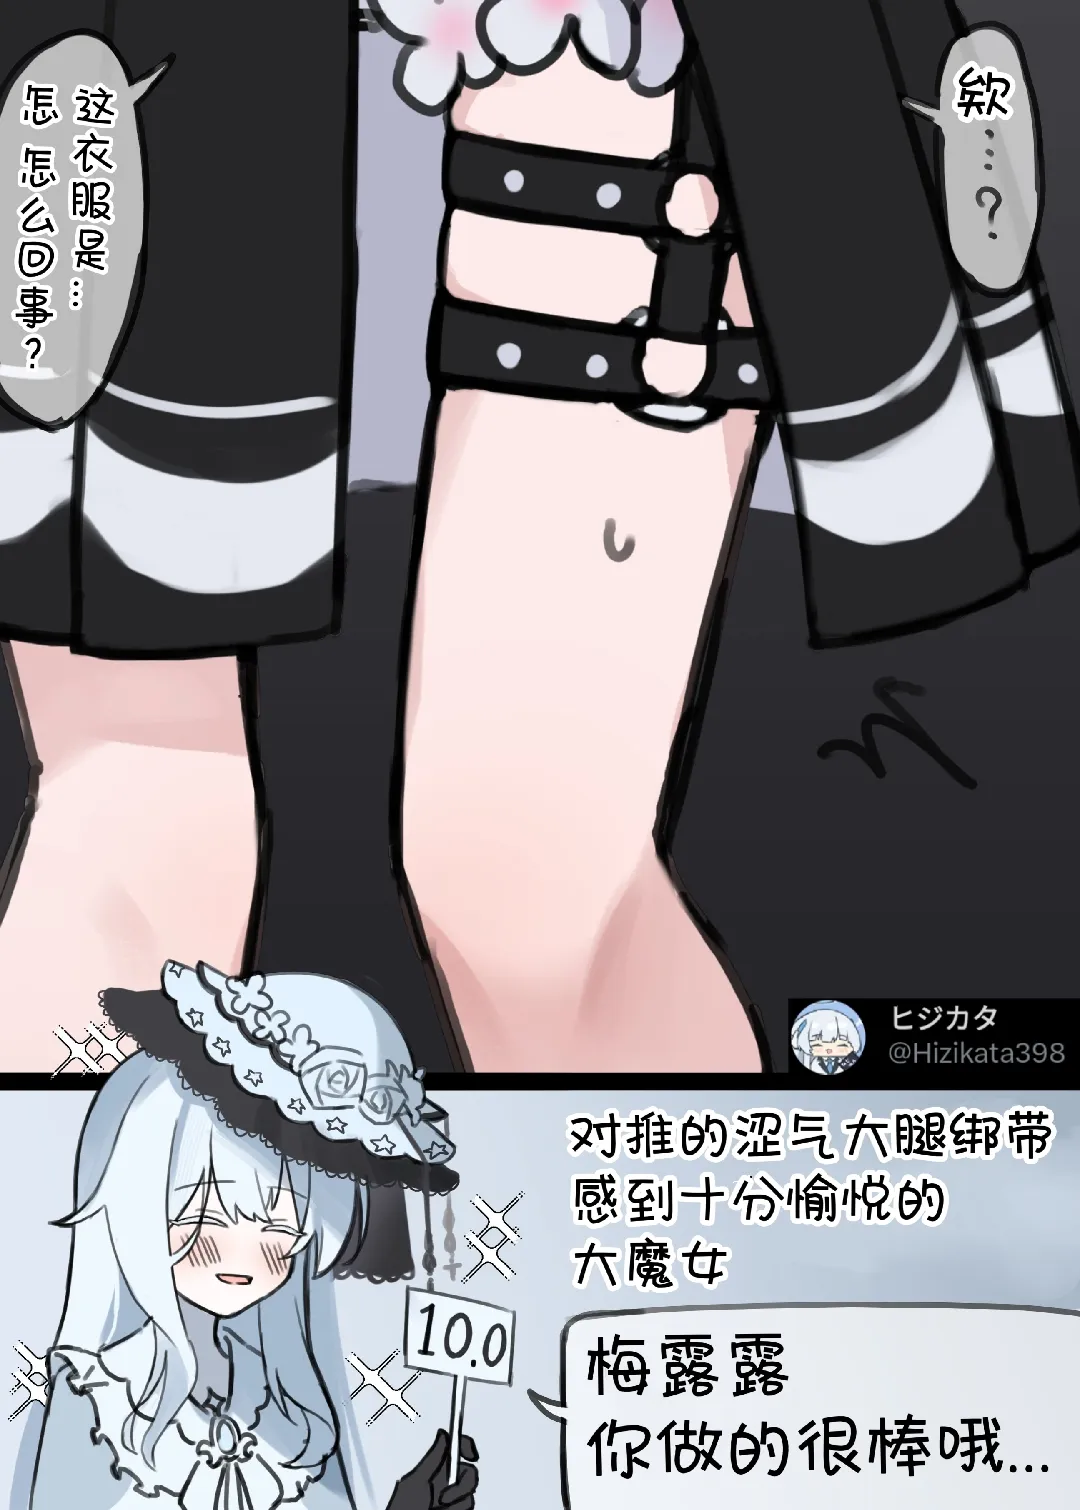 欸…?
这衣服是…
怎 怎么回事?
ヒジカタ
@Hizikata398
对推的涩气大腿绑带
感到十分愉悦的
大魔女
10.0
梅露露
你做的很棒哦...